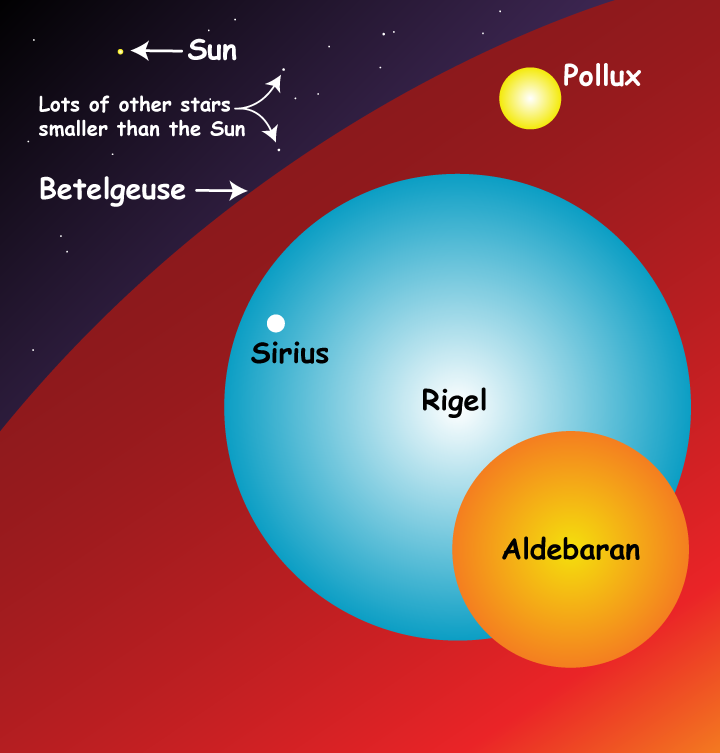 Sun
Pollux
Lots of other stars
smaller than the Sun
Betelgeuse
Sirius
Rigel
Aldebaran